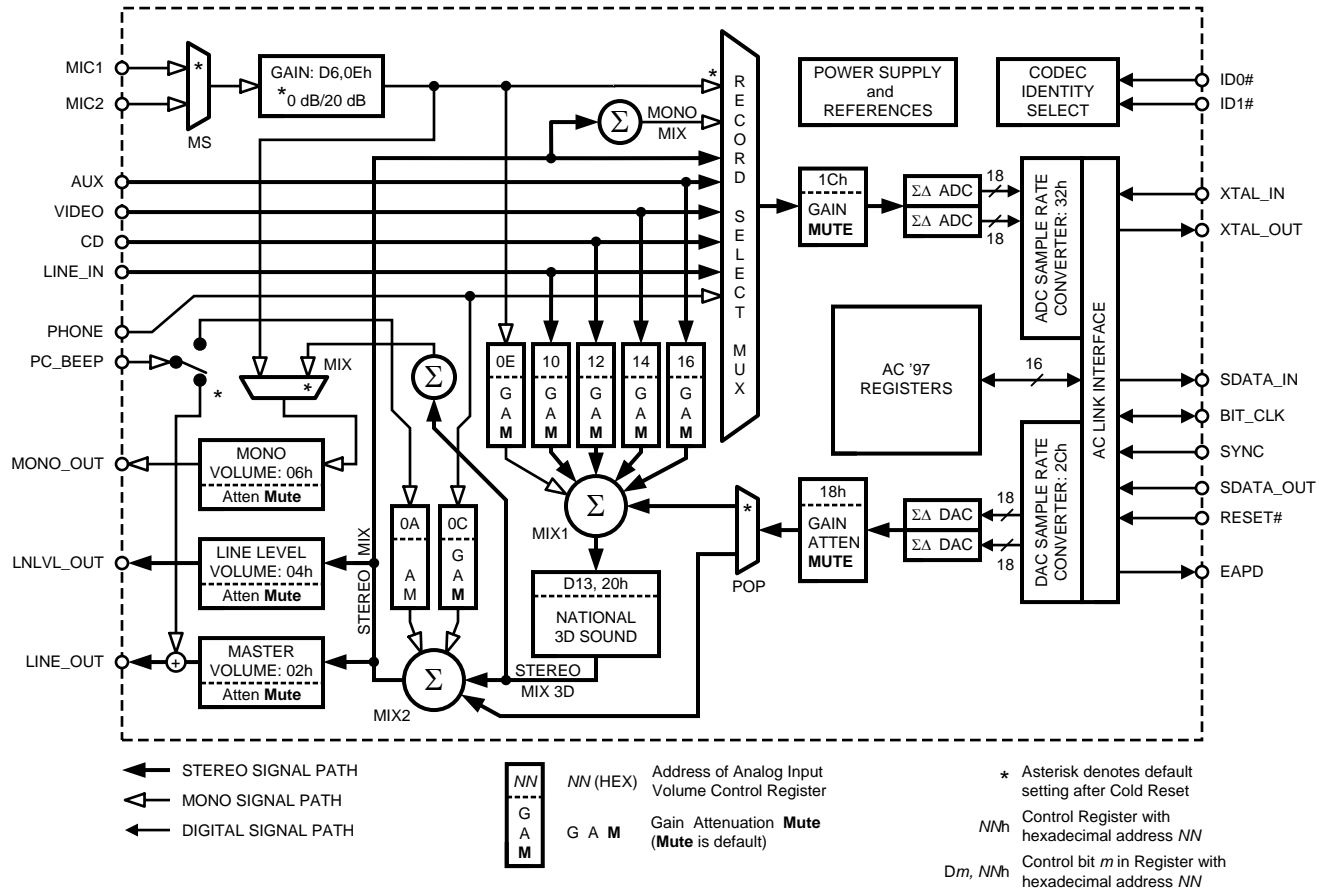 MIC1
MIC2
*
MS
GAIN: D6,0Eh
*0 dB/20 dB
Σ
MONO
MIX
*
RECORD SELECT MUX
POWER SUPPLY
and
REFERENCES
CODEC
IDENTITY
SELECT
ID0#
ID1#
AUX
VIDEO
CD
LINE_IN
PHONE
PC_BEEP
*
MIX
*
Σ
1Ch
GAIN
MUTE
ΣΔ ADC
ΣΔ ADC
18
18
ADC SAMPLE RATE
CONVERTER: 32h
AC LINK INTERFACE
XTAL_IN
XTAL_OUT
0E
G
A
M
10
G
A
M
12
G
A
M
14
G
A
M
16
G
A
M
AC '97
REGISTERS
16
SDATA_IN
BIT_CLK
SYNC
SDATA_OUT
RESET#
EAPD
MONO_OUT
MONO
VOLUME: 06h
Atten Mute
0A
A
M
0C
G
A
M
Σ
MIX1
*
POP
18h
GAIN
ATTEN
MUTE
ΣΔ DAC
ΣΔ DAC
18
18
DAC SAMPLE RATE
CONVERTER: 2Ch
LNLVL_OUT
LINE LEVEL
VOLUME: 04h
Atten Mute
STEREO MIX
D13, 20h
NATIONAL
3D SOUND
LINE_OUT
+
MASTER
VOLUME: 02h
Atten Mute
Σ
MIX2
STEREO
MIX 3D
STEREO SIGNAL PATH
MONO SIGNAL PATH
DIGITAL SIGNAL PATH
NN
G
A
M
NN (HEX)
Address of Analog Input
Volume Control Register
G A M
Gain Attenuation Mute
(Mute is default)
* Asterisk denotes default
setting after Cold Reset
NNh
Control Register with
hexadecimal address NN
Dm, NNh
Control bit m in Register with
hexadecimal address NN